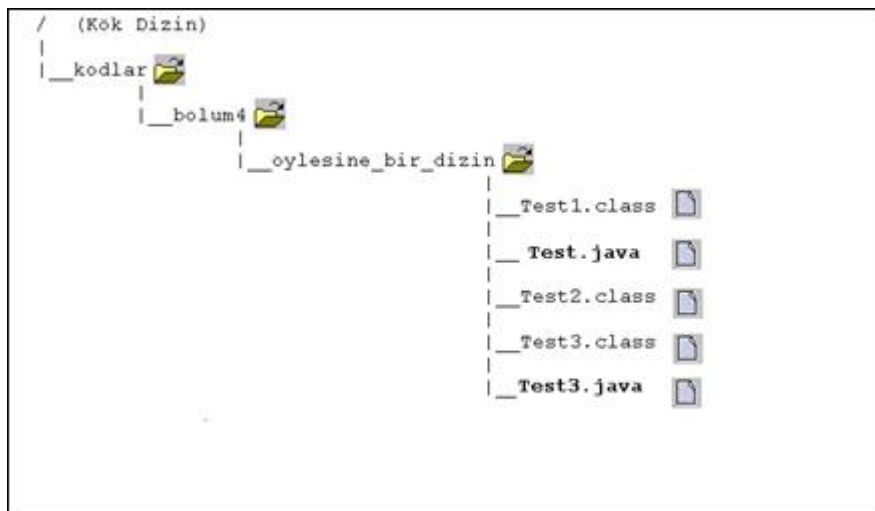 / (Kök Dizin)
|
|__kodlar
|
|__bolum4
|
|__oylesine_bir_dizin
|
|__Test1.class
|
|__ Test.java
|
|__Test2.class
|
|__Test3.class
|
|__Test3.java